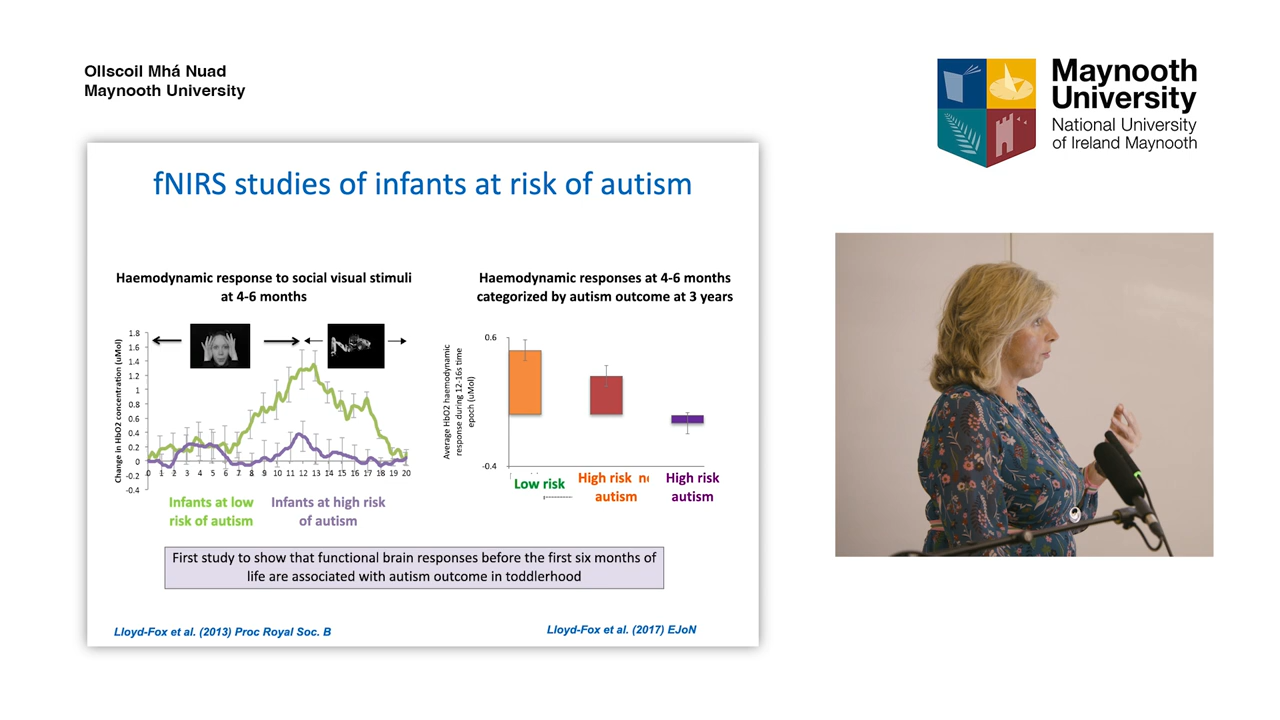 Ollscoil Mhá Nuad
Maynooth University
Maynooth
University
National University
of Ireland Maynooth
fNIRS studies of infants at risk of autism
Haemodynamic response to social visual stimuli
at 4-6 months
Change in HbO2 concentration (uMol)
1.8
1.6
1.4
1.2
1
0.8
0.6
0.4
0.2
0
-0.2
-0.4
0 1 2 3 4 5 6 7 8 9 10 11 12 13 14 15 16 17 18 19 20
Infants at low
risk of autism
Infants at high risk
of autism
Haemodynamic responses at 4-6 months
categorized by autism outcome at 3 years
Average HbO2 haemodynamic
response during 12-16s time
epoch (uMol)
0.6
-0.4
Low risk
High risk no
autism
High risk
autism
First study to show that functional brain responses before the first six months of
life are associated with autism outcome in toddlerhood
Lloyd-Fox et al. (2013) Proc Royal Soc. B
Lloyd-Fox et al. (2017) EJoN